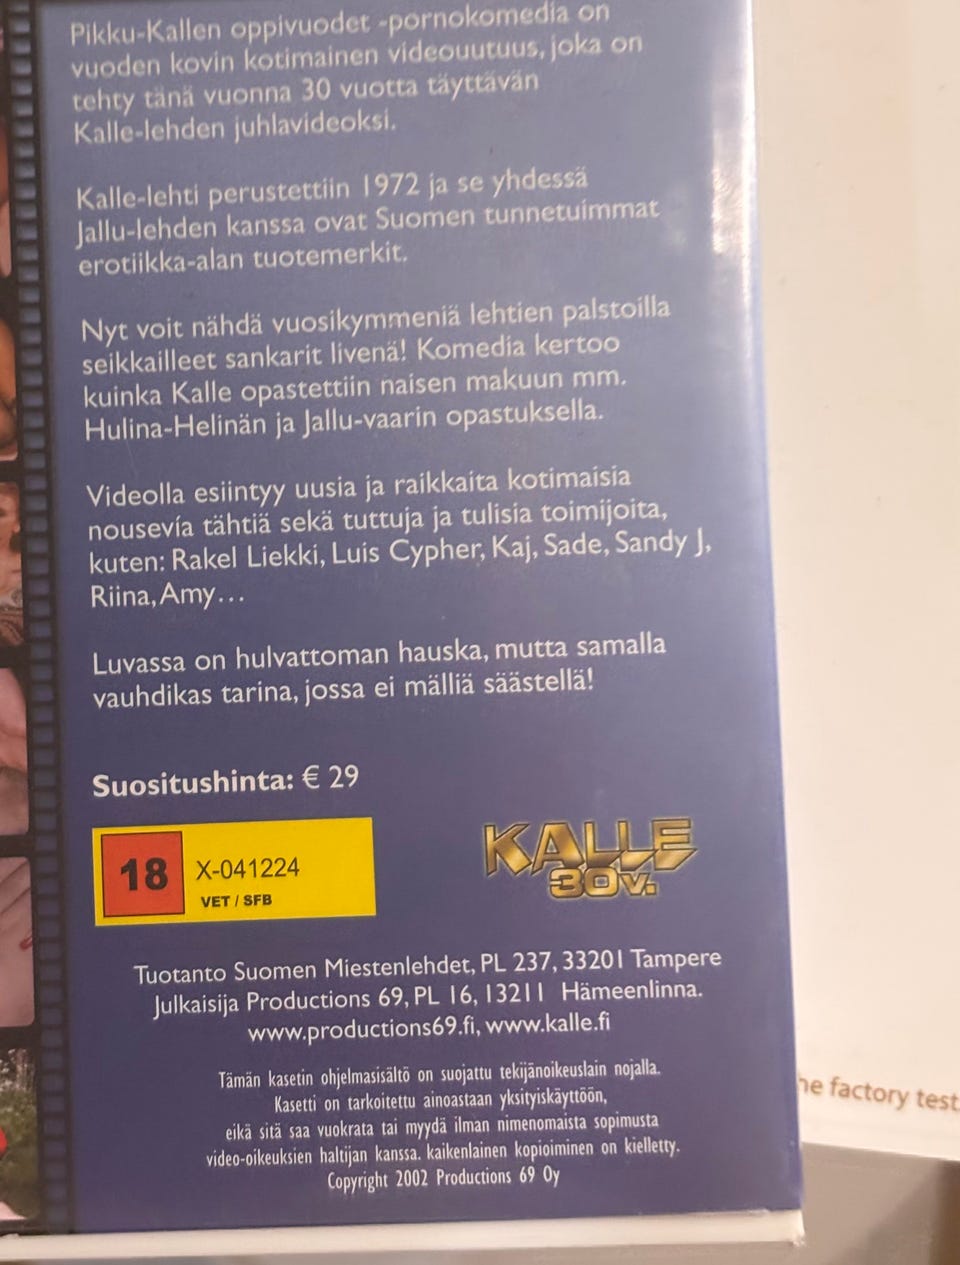 Pikku-Kallen oppivuodet -pornokomedia on
vuoden kovin kotimainen videouutuus, joka on
tehty tänä vuonna 30 vuotta täyttävän
Kalle-lehden juhlavideoksi.
Kalle-lehti perustettiin 1972 ja se yhdessä
Jallu-lehden kanssa ovat Suomen tunnetuimmat
erotiikka-alan tuotemerkit.
Nyt voit nähdä vuosikymmeniä lehtien palstoilla
seikkailleet sankarit livenä! Komedia kertoo
kuinka Kalle opastettiin naisen makuun mm.
Hulina-Helinän ja Jallu-vaarin opastuksella.
Videolla esiintyy uusia ja raikkaita kotimaisia
nousevía tähtiä sekä tuttuja ja tulisia toimijoita,
kuten: Rakel Liekki, Luis Cypher, Kaj, Sade, Sandy J,
Riina, Amy...
Luvassa on hulvattoman hauska, mutta samalla
vauhdikas tarina, jossa ei mälliä säästellä!
Suositushinta: € 29
18 X-041224
VET / SFB
KALLE
30v.
Tuotanto Suomen Miestenlehdet, PL 237, 33201 Tampere
Julkaisija Productions 69, PL 16, 13211 Hämeenlinna.
www.productions69.fi, www.kalle.fi
Tämän kasetin ohjelmasisältö on suojattu tekijänoikeuslain nojalla.
Kasetti on tarkoitettu ainoastaan yksityiskäyttöön,
eikä sitä saa vuokrata tai myydä ilman nimenomaista sopimusta
video-oikeuksien haltijan kanssa. kaikenlainen kopioiminen on kielletty.
Copyright 2002 Productions 69 Oy
he factory test